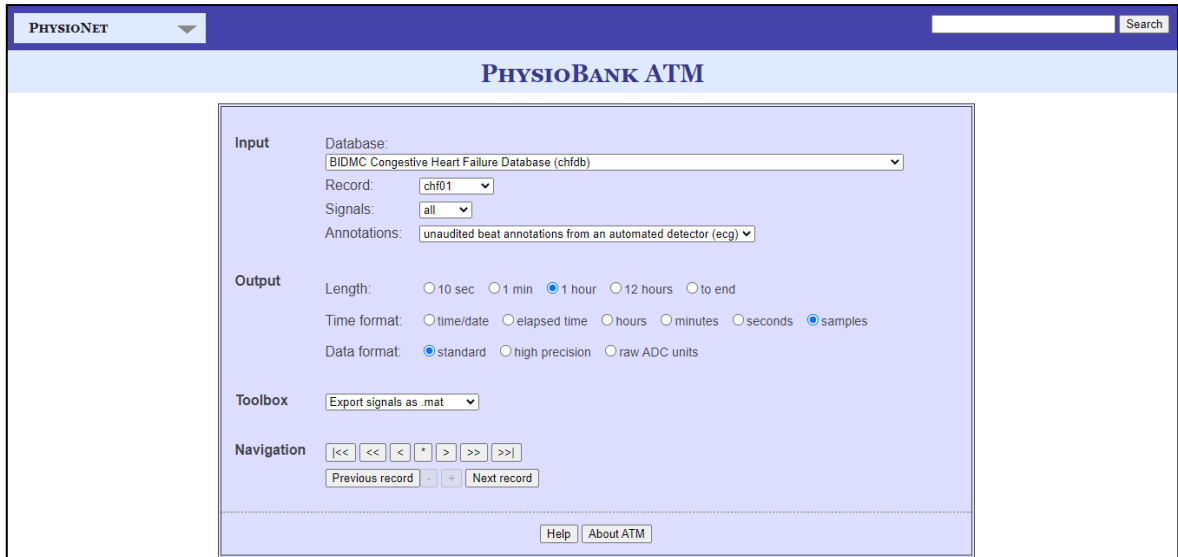 PHYSIONET
Search
PHYSIOBANK ATM
Input Database:
BIDMC Congestive Heart Failure Database (chfdb)
Record: chf01
Signals: all
Annotations: unaudited beat annotations from an automated detector (ecg)
Output Length: 10 sec 1 min 1 hour 12 hours to end
Time format: time/date elapsed time hours minutes seconds samples
Data format: standard high precision raw ADC units
Toolbox Export signals as .mat
Navigation |<< << < * > >> >>|
Previous record - + Next record
Help About ATM